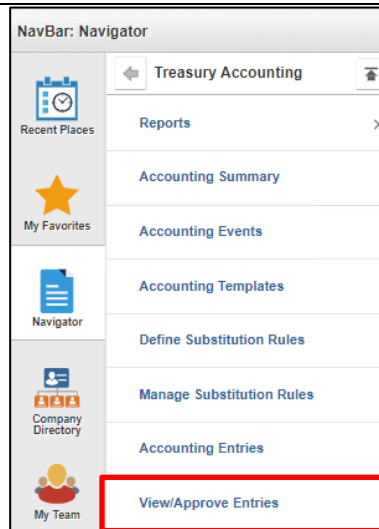 NavBar: Navigator
Treasury Accounting
Recent Places
Reports
Accounting Summary
My Favorites
Accounting Events
Accounting Templates
Navigator
Define Substitution Rules
Manage Substitution Rules
Company
Directory
Accounting Entries
My Team
View/Approve Entries